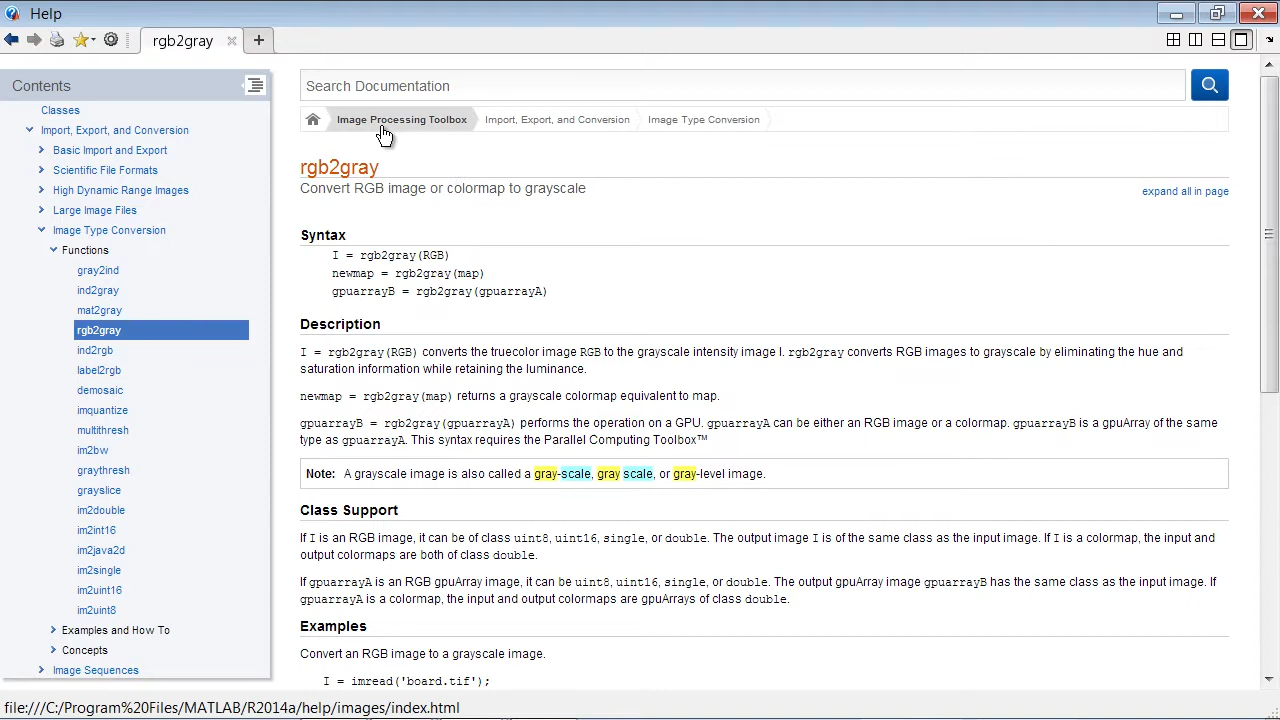 Help
rgb2gray
Contents
Classes
Import, Export, and Conversion
Basic Import and Export
Scientific File Formats
High Dynamic Range Images
Large Image Files
Image Type Conversion
Functions
gray2ind
ind2gray
mat2gray
rgb2gray
ind2rgb
label2rgb
demosaic
imquantize
multithresh
im2bw
graythresh
grayslice
im2double
im2int16
im2java2d
im2single
im2uint16
im2uint8
Examples and How To
Concepts
Image Sequences
Search Documentation
Image Processing Toolbox Import, Export, and Conversion Image Type Conversion
rgb2gray
Convert RGB image or colormap to grayscale
expand all in page
Syntax
I = rgb2gray(RGB)
newmap = rgb2gray(map)
gpuarrayB = rgb2gray(gpuarrayA)
Description
I = rgb2gray(RGB) converts the truecolor image RGB to the grayscale intensity image I. rgb2gray converts RGB images to grayscale by eliminating the hue and
saturation information while retaining the luminance.
newmap = rgb2gray(map) returns a grayscale colormap equivalent to map.
gpuarrayB = rgb2gray(gpuarrayA) performs the operation on a GPU. gpuarrayA can be either an RGB image or a colormap. gpuarrayB is a gpuArray of the same
type as gpuarrayA. This syntax requires the Parallel Computing Toolbox™
Note: A grayscale image is also called a gray-scale, gray scale, or gray-level image.
Class Support
If I is an RGB image, it can be of class uint8, uint16, single, or double. The output image I is of the same class as the input image. If I is a colormap, the input and
output colormaps are both of class double.
If gpuarrayA is an RGB gpuArray image, it can be uint8, uint16, single, or double. The output gpuArray image gpuarrayB has the same class as the input image. If
gpuarrayA is a colormap, the input and output colormaps are gpuArrays of class double.
Examples
Convert an RGB image to a grayscale image.
I = imread('board.tif');
file:///C:/Program%20Files/MATLAB/R2014a/help/images/index.html